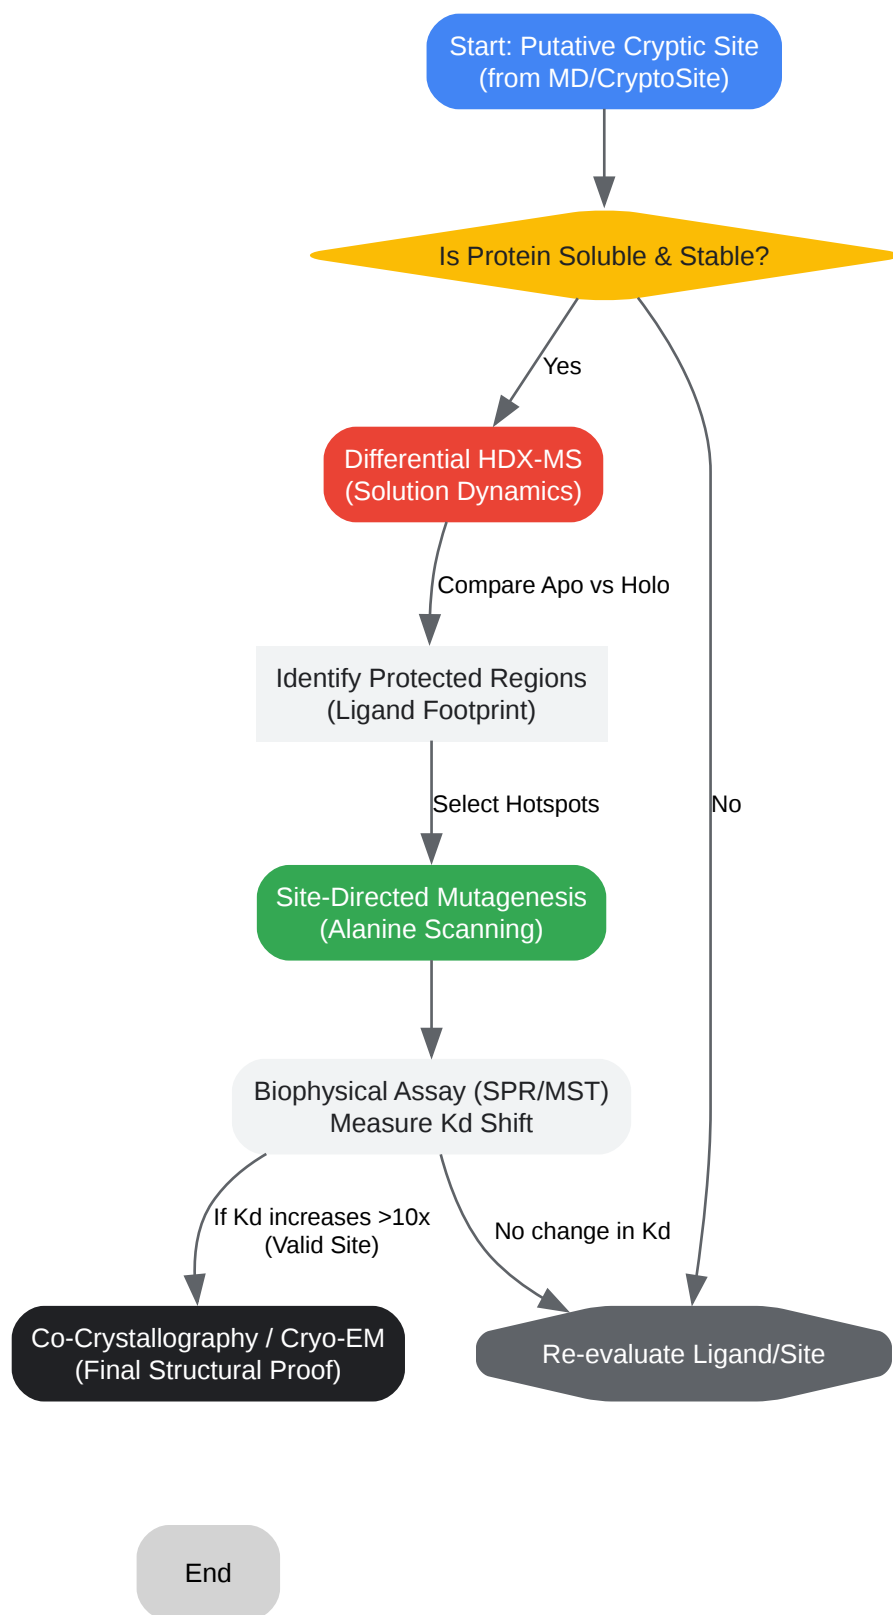 Start: Putative Cryptic Site
(from MD/CryptoSite)
Is Protein Soluble & Stable?
Yes
Differential HDX-MS
(Solution Dynamics)
Compare Apo vs Holo
Identify Protected Regions
(Ligand Footprint)
Select Hotspots
No
Site-Directed Mutagenesis
(Alanine Scanning)
Biophysical Assay (SPR/MST)
Measure Kd Shift
If Kd increases >10x
(Valid Site)
No change in Kd
Co-Crystallography / Cryo-EM
(Final Structural Proof)
Re-evaluate Ligand/Site
End